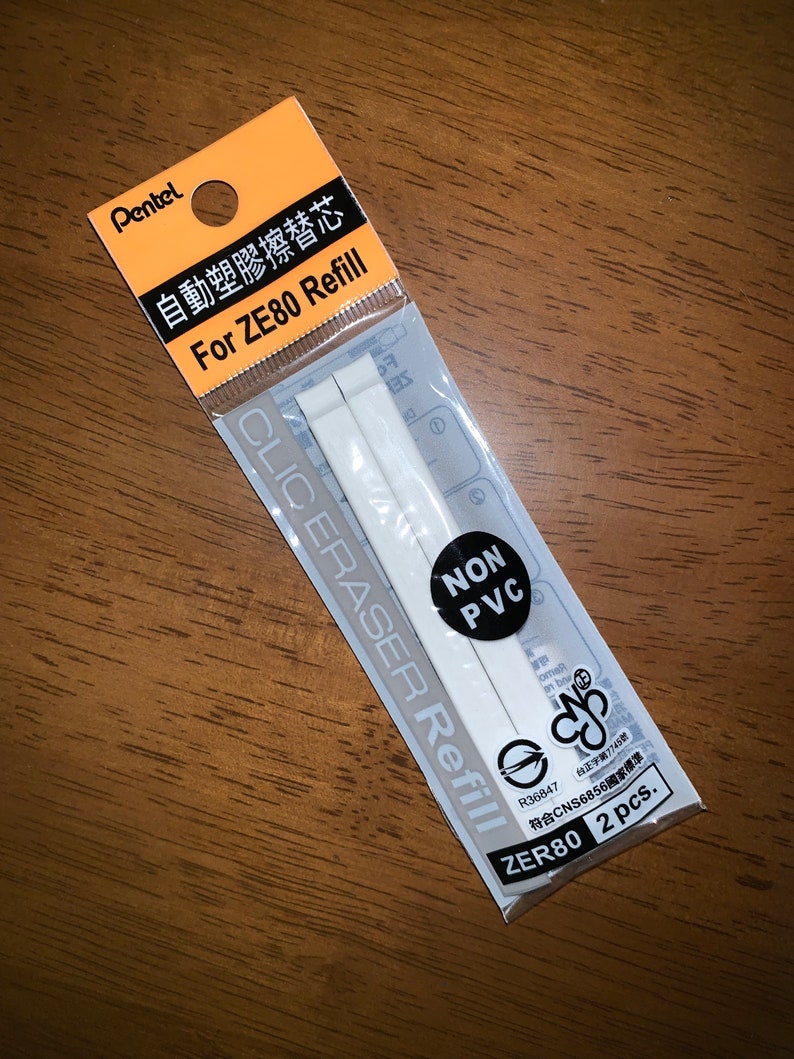 Pentel
自動塑膠擦替芯
For ZE80 Refill
CLIC ERASER Refill
NON
PVC
正
R36847
台正字第7745號
符合CNS6856國家標準
ZER80 2 pcs.